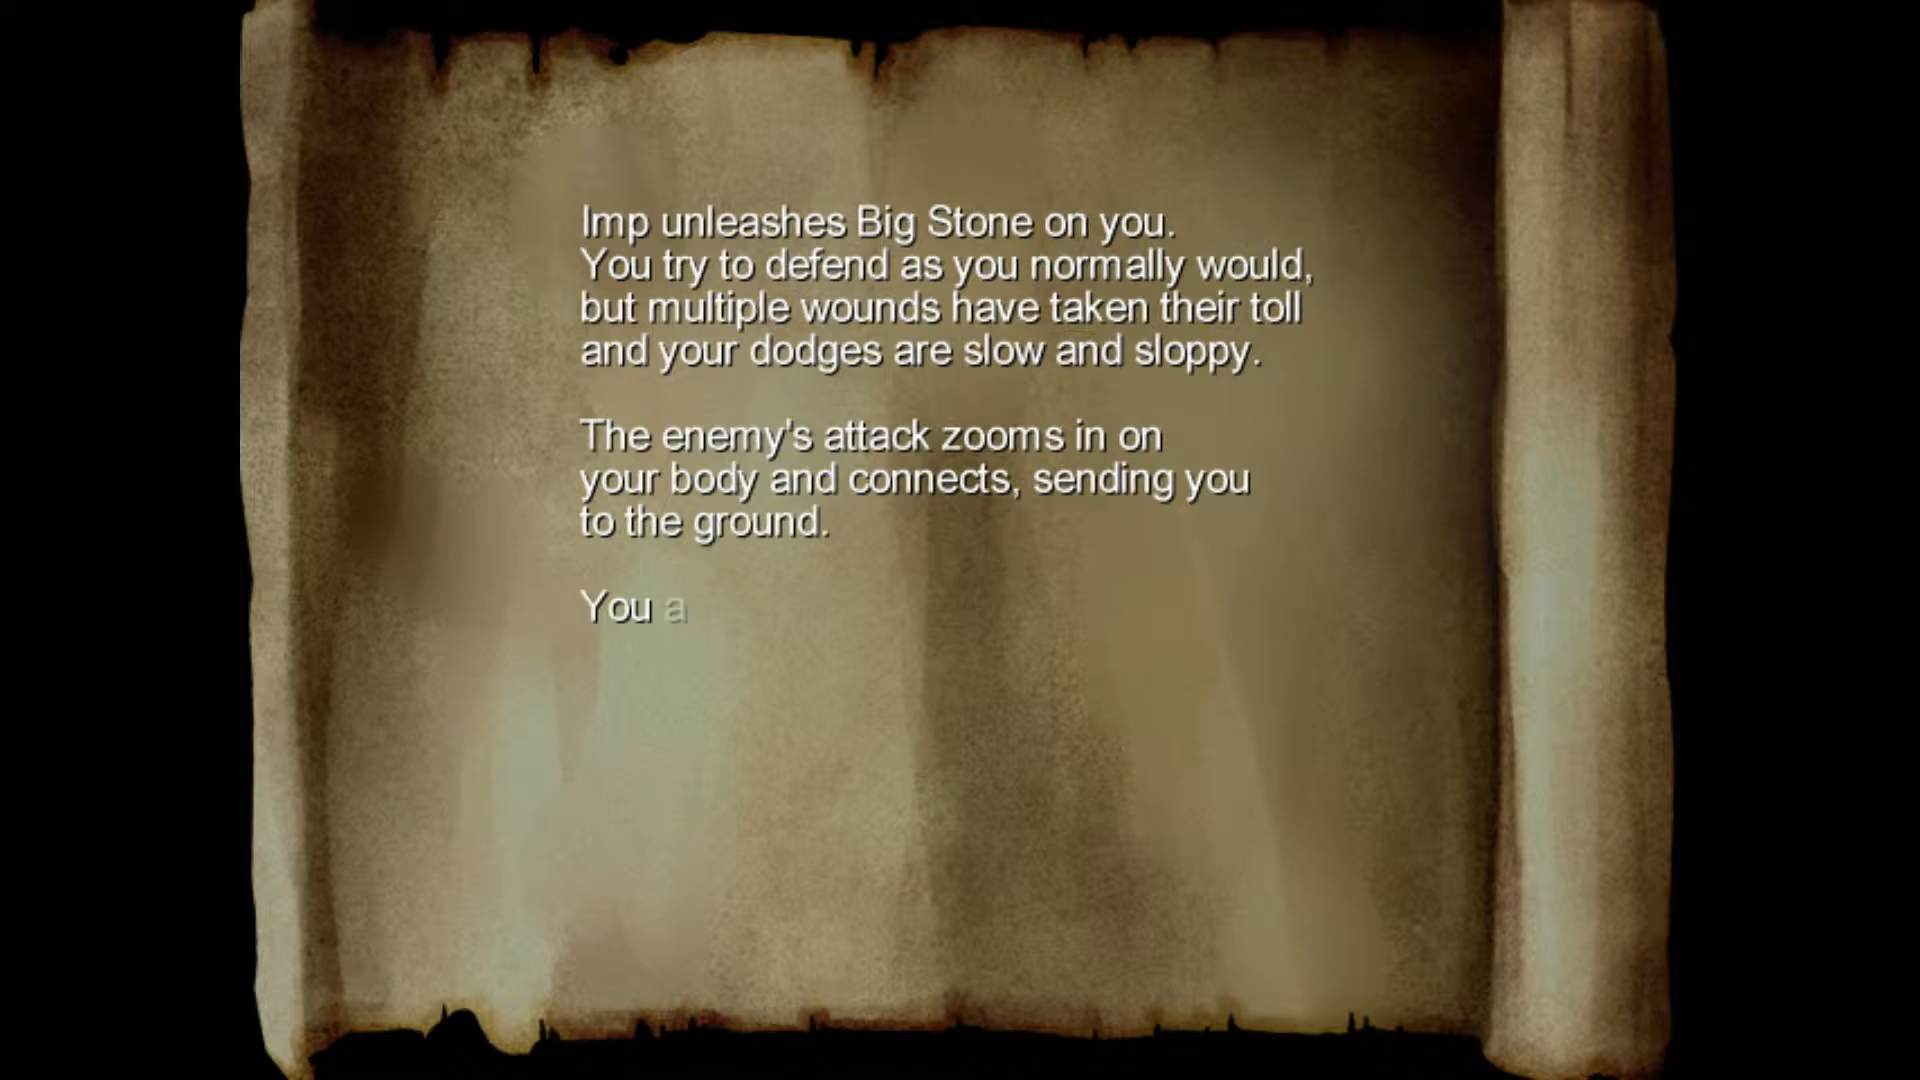 Imp unleashes Big Stone on you.
You try to defend as you normally would,
but multiple wounds have taken their toll
and your dodges are slow and sloppy.
The enemy's attack zooms in on
your body and connects, sending you
to the ground.
You a